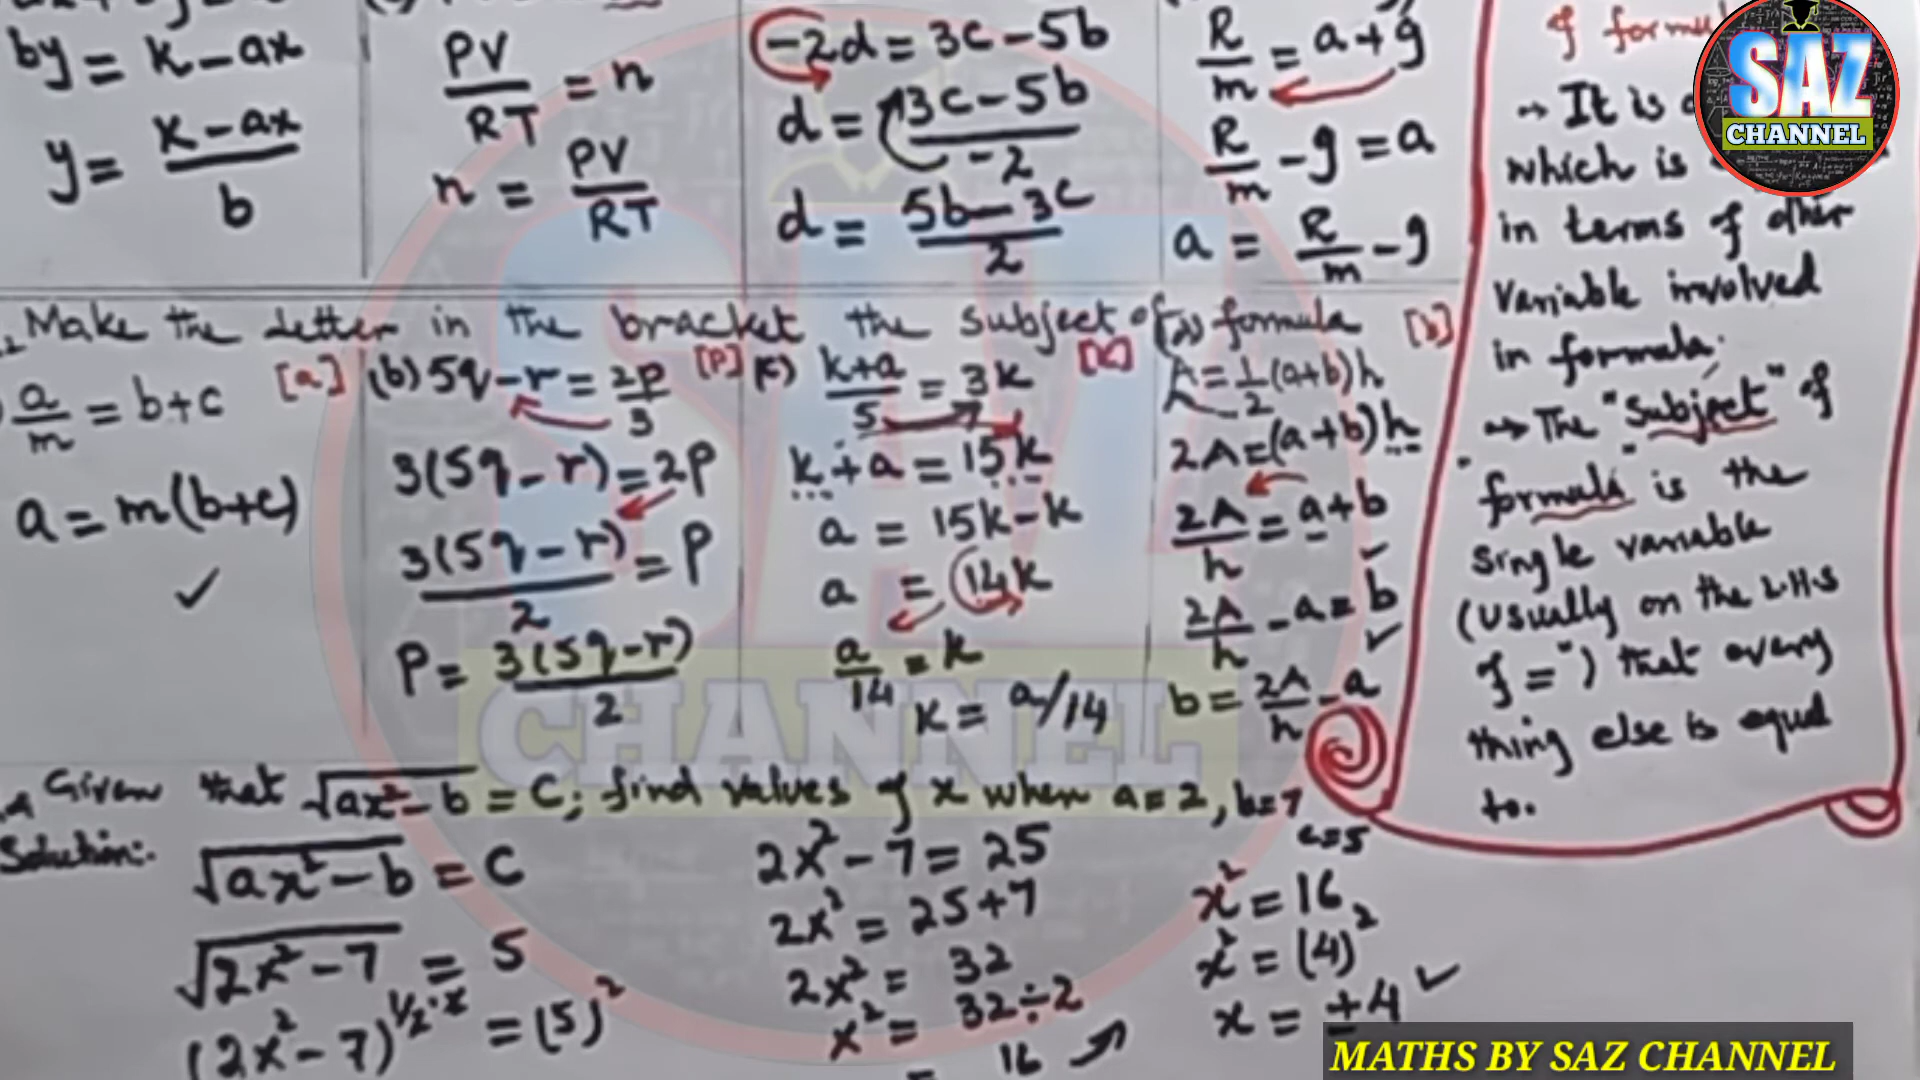 by = k - ax
y = k - ax / b
PV / RT = n
n = PV / RT
-2d = 3c - 5b
d = 3c - 5b / -2
d = 5b - 3c / 2
R / m = a + g
R / m - g = a
a = R / m - g
Make the Letter in the bracket the subject of formula
a / m = b + c [a]
a = m(b+c)
✓
(b) 5q - r = 2p / 3 [P]
3(5q - r) = 2p
3(5q - r) / 2 = p
P = 3(5q - r) / 2
(c) k + a / 5 = 3k [K]
k + a = 15k
a = 15k - k
a = 14k
a / 14 = k
K = a/14
[b]
A = 1/2 (a+b)h
2A = (a+b)h
2A / h = a + b
2A / h - a = b
b = 2A / h - a
Given that √ax² - b = c; find values of x when a = 2, b = 7
c = 5
Solution:-
√ax² - b = c
√2x² - 7 = 5
(2x² - 7)^1/2·x = (5)²
2x² - 7 = 25
2x² = 25 + 7
2x² = 32
x² = 32 ÷ 2
= 16
x² = 16
x² = (4)²
x = ±4 ✓
of
→ It is
which is
in terms of other
Variable involved
in formula;
→ The "Subject" of
"formula" is the
single variable
(usually on the L.H.S
of "=") that every
thing else is equal
to.
SAZ
CHANNEL
SAZ
CHANNEL
MATHS BY SAZ CHANNEL